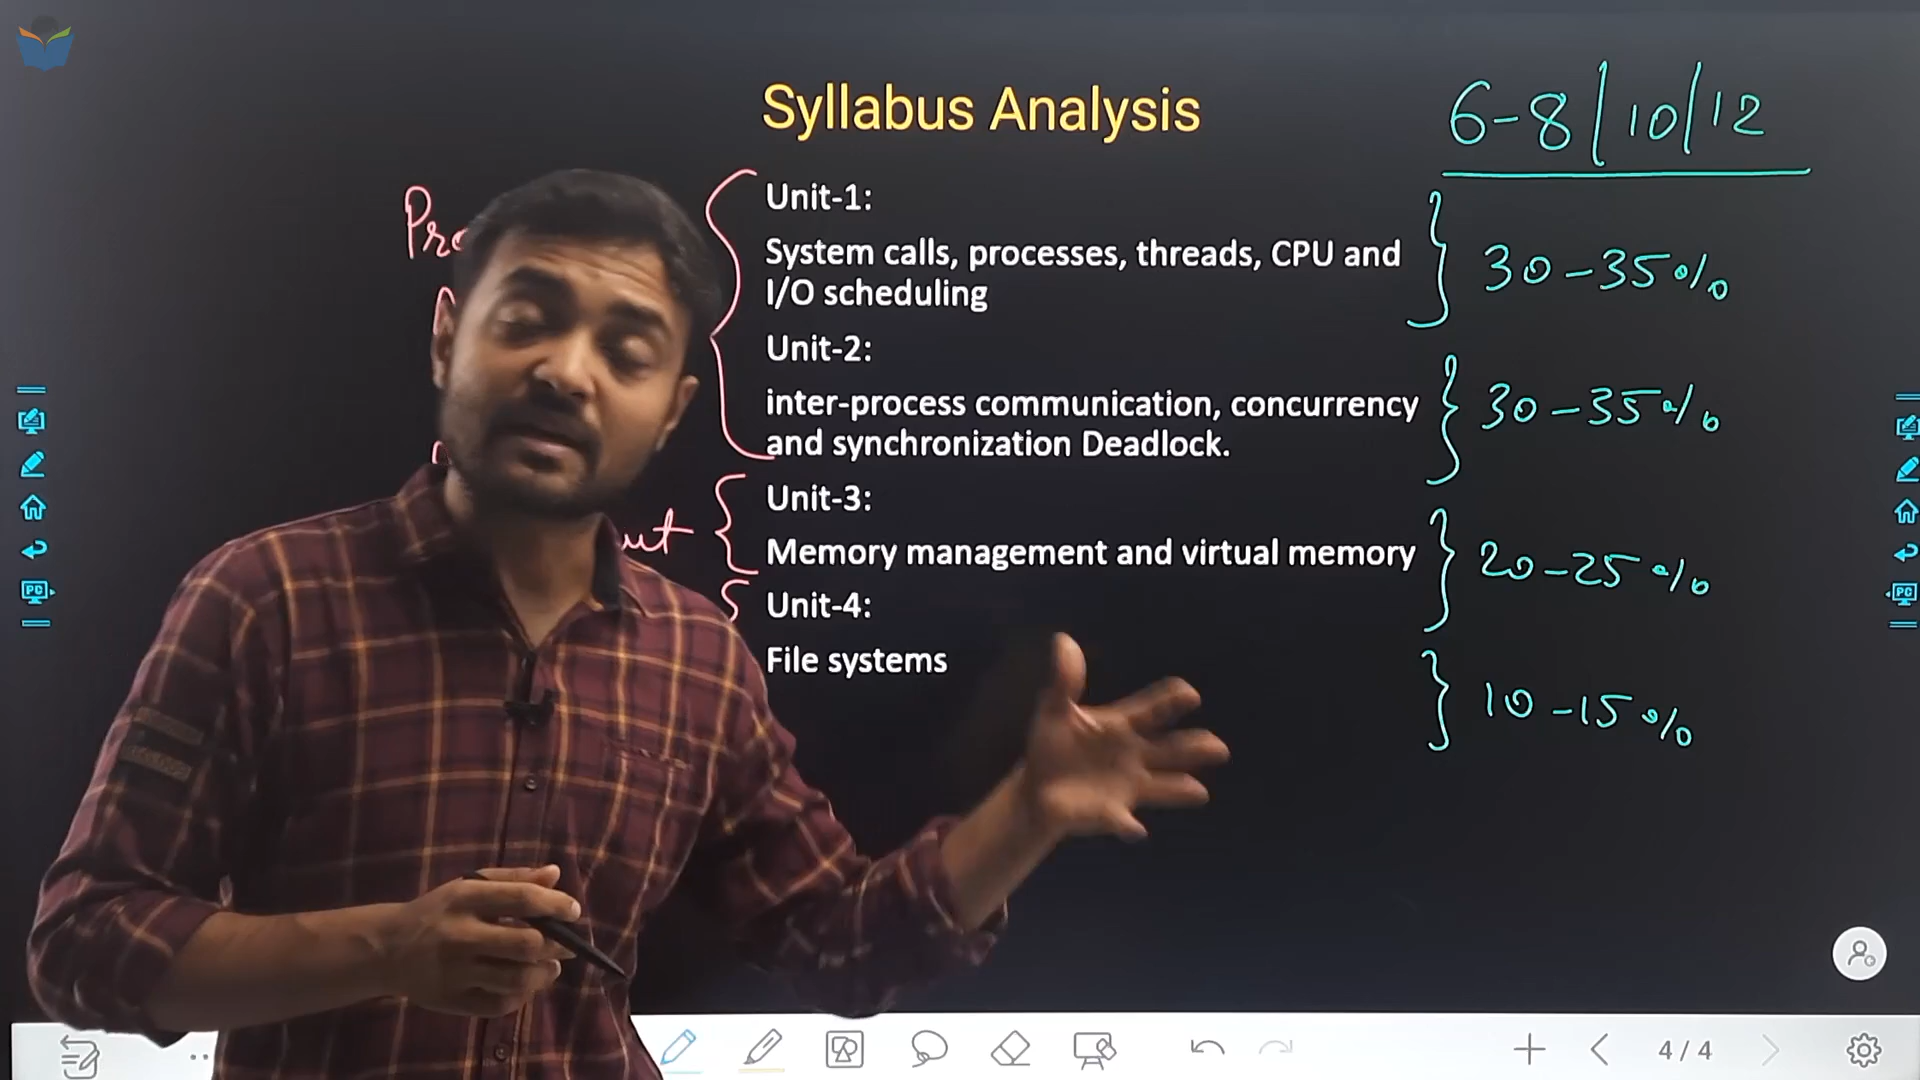 Syllabus Analysis
6-8/10/12
Unit-1:
System calls, processes, threads, CPU and
I/O scheduling
30-35%
Unit-2:
inter-process communication, concurrency
and synchronization Deadlock.
30-35%
Unit-3:
Memory management and virtual memory
20-25%
Unit-4:
File systems
10-15%
PC
PC
4/4